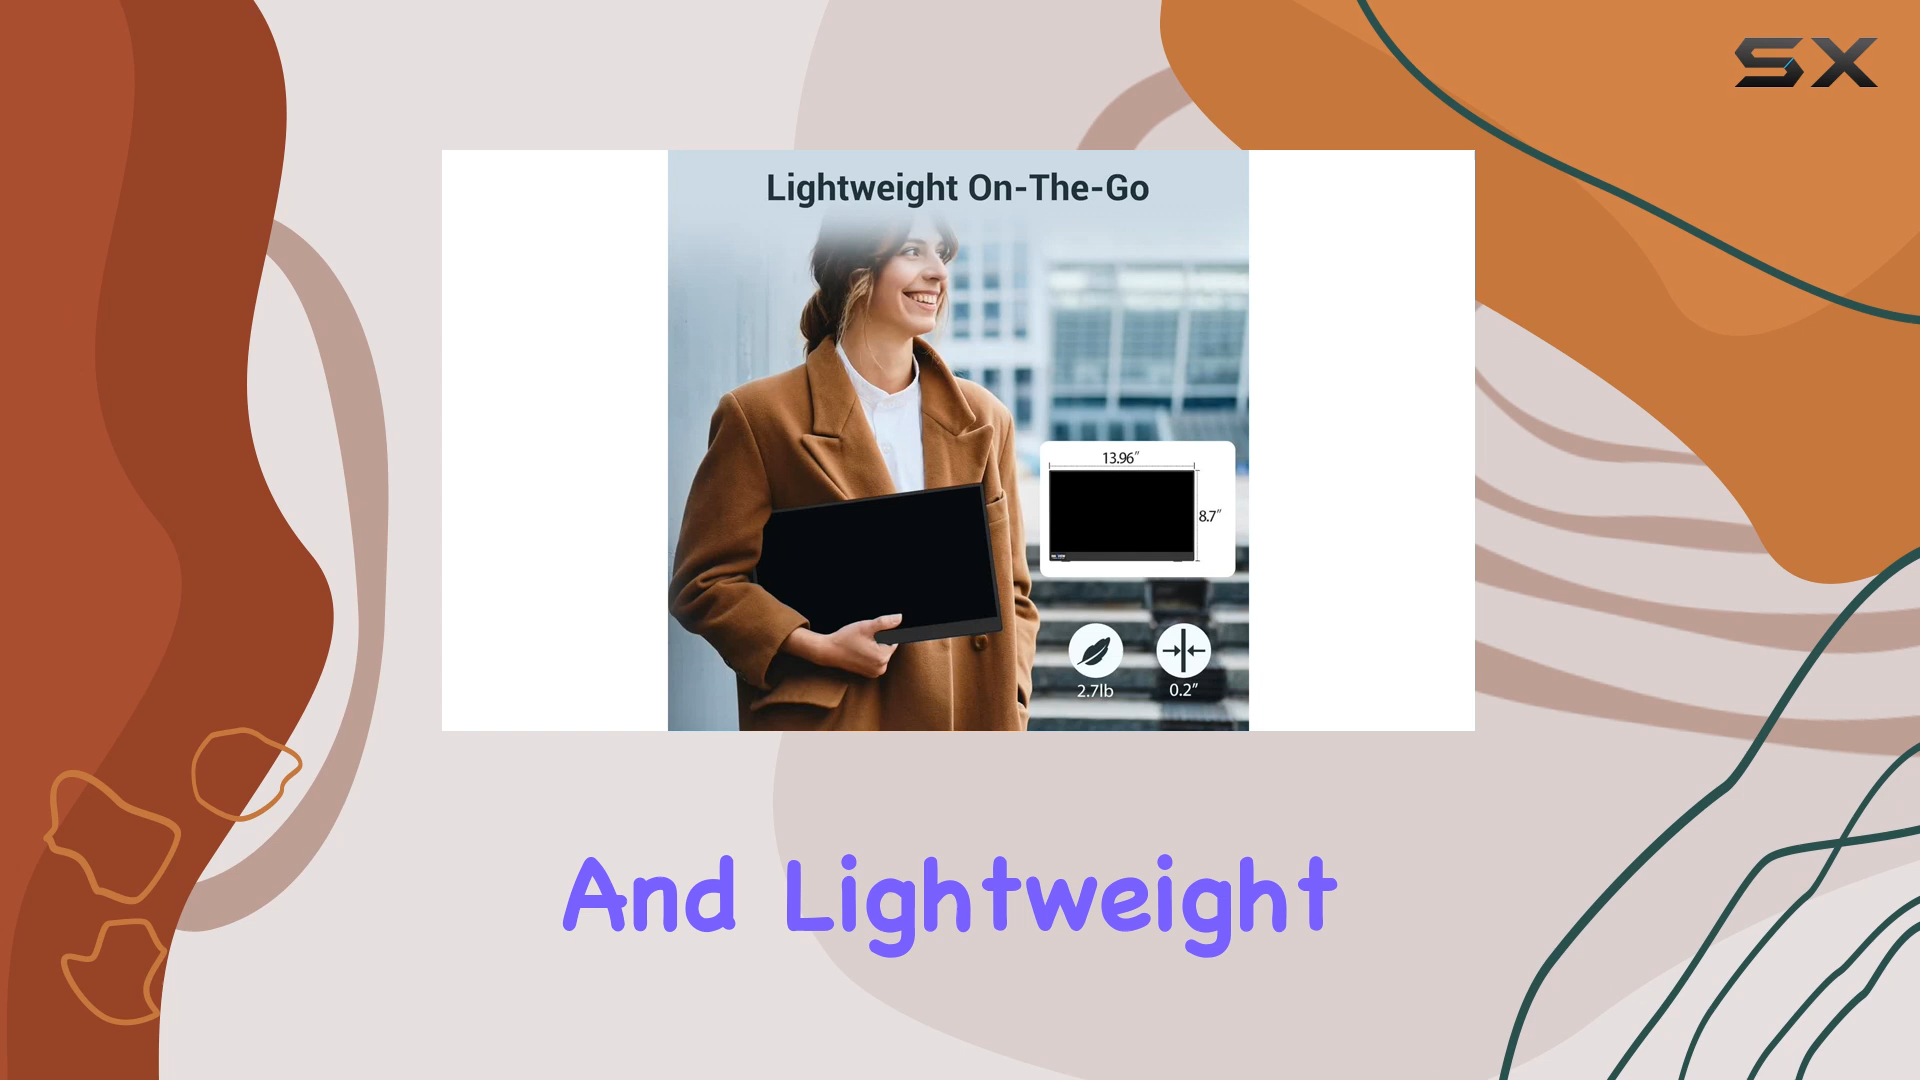 SX
Lightweight On-The-Go
13.96"
8.7"
2.7lb
0.2"
And Lightweight